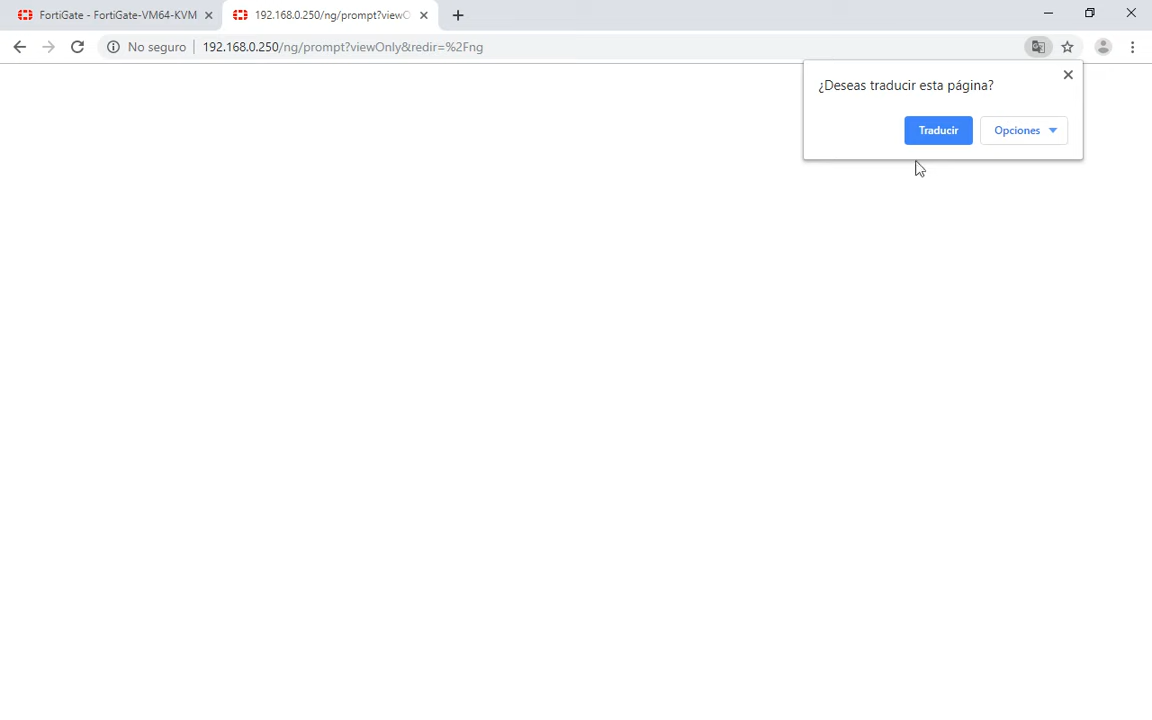 FortiGate - FortiGate-VM64-KVM
192.168.0.250/ng/prompt?viewO
No seguro
192.168.0.250/ng/prompt?viewOnly&redir=%2Fng
¿Deseas traducir esta página?
Traducir
Opciones